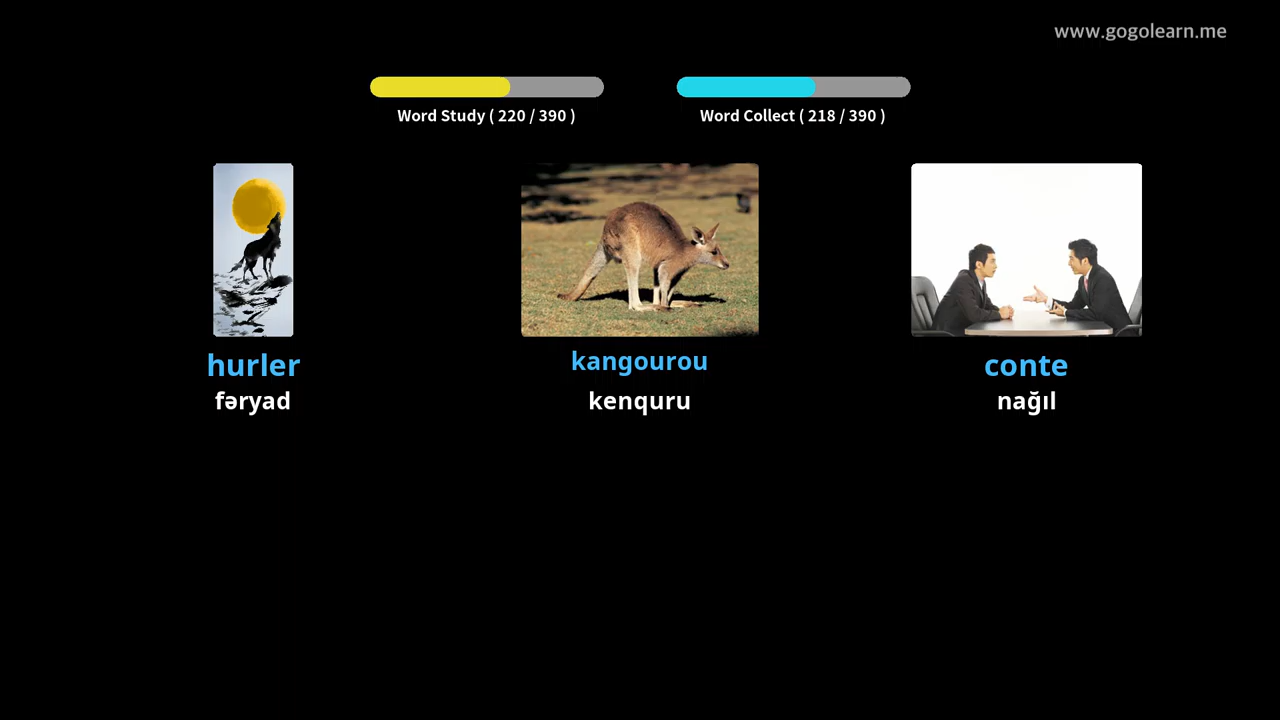 www.gogolearn.me
Word Study ( 220 / 390 )
Word Collect ( 218 / 390 )
hurler
fəryad
kangourou
kenquru
conte
nağıl